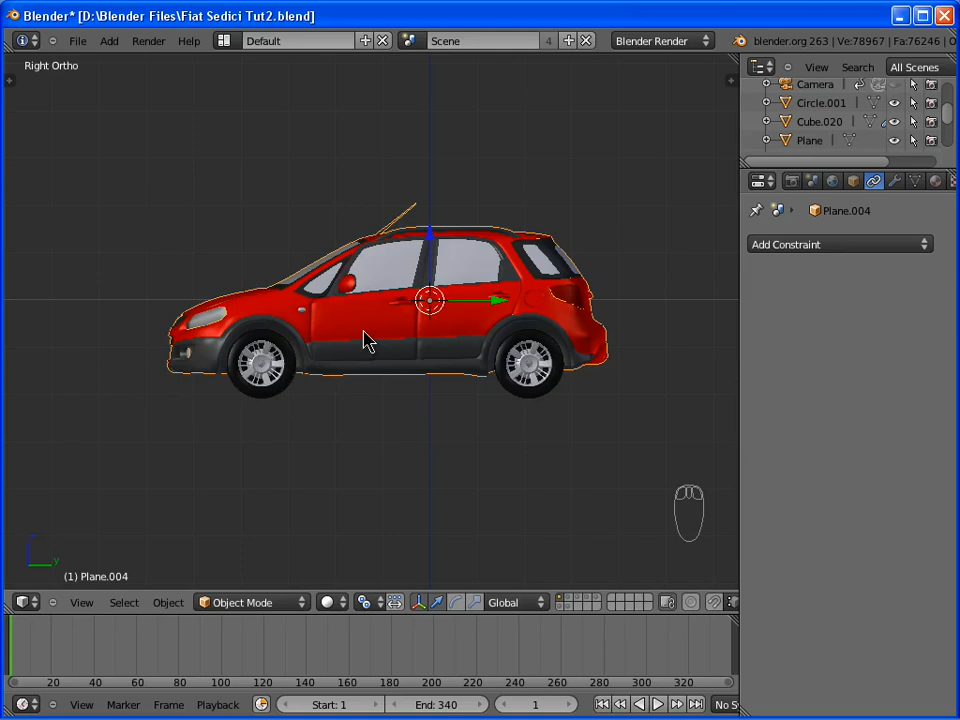 Blender* [D:\Blender Files\Fiat Sedici Tut2.blend]
File Add Render Help Default Scene 4 Blender Render blender.org 263 | Ve:78967 | Fa:76246 | O
Right Ortho
View Search All Scenes
Camera
Circle.001
Cube.020
Plane
Plane.004
Add Constraint
z
y
(1) Plane.004
View Select Object Object Mode Global
20 40 60 80 100 120 140 160 180 200 220 240 260 280 300 320
View Marker Frame Playback Start: 1 End: 340 1 No S